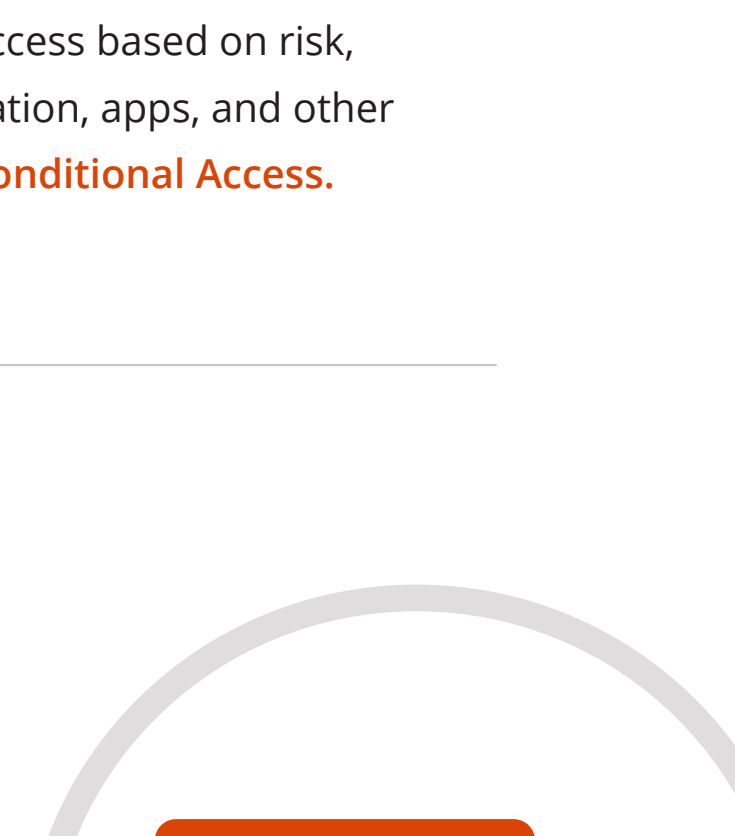 ccess based on risk,
ation, apps, and other
onditional Access.